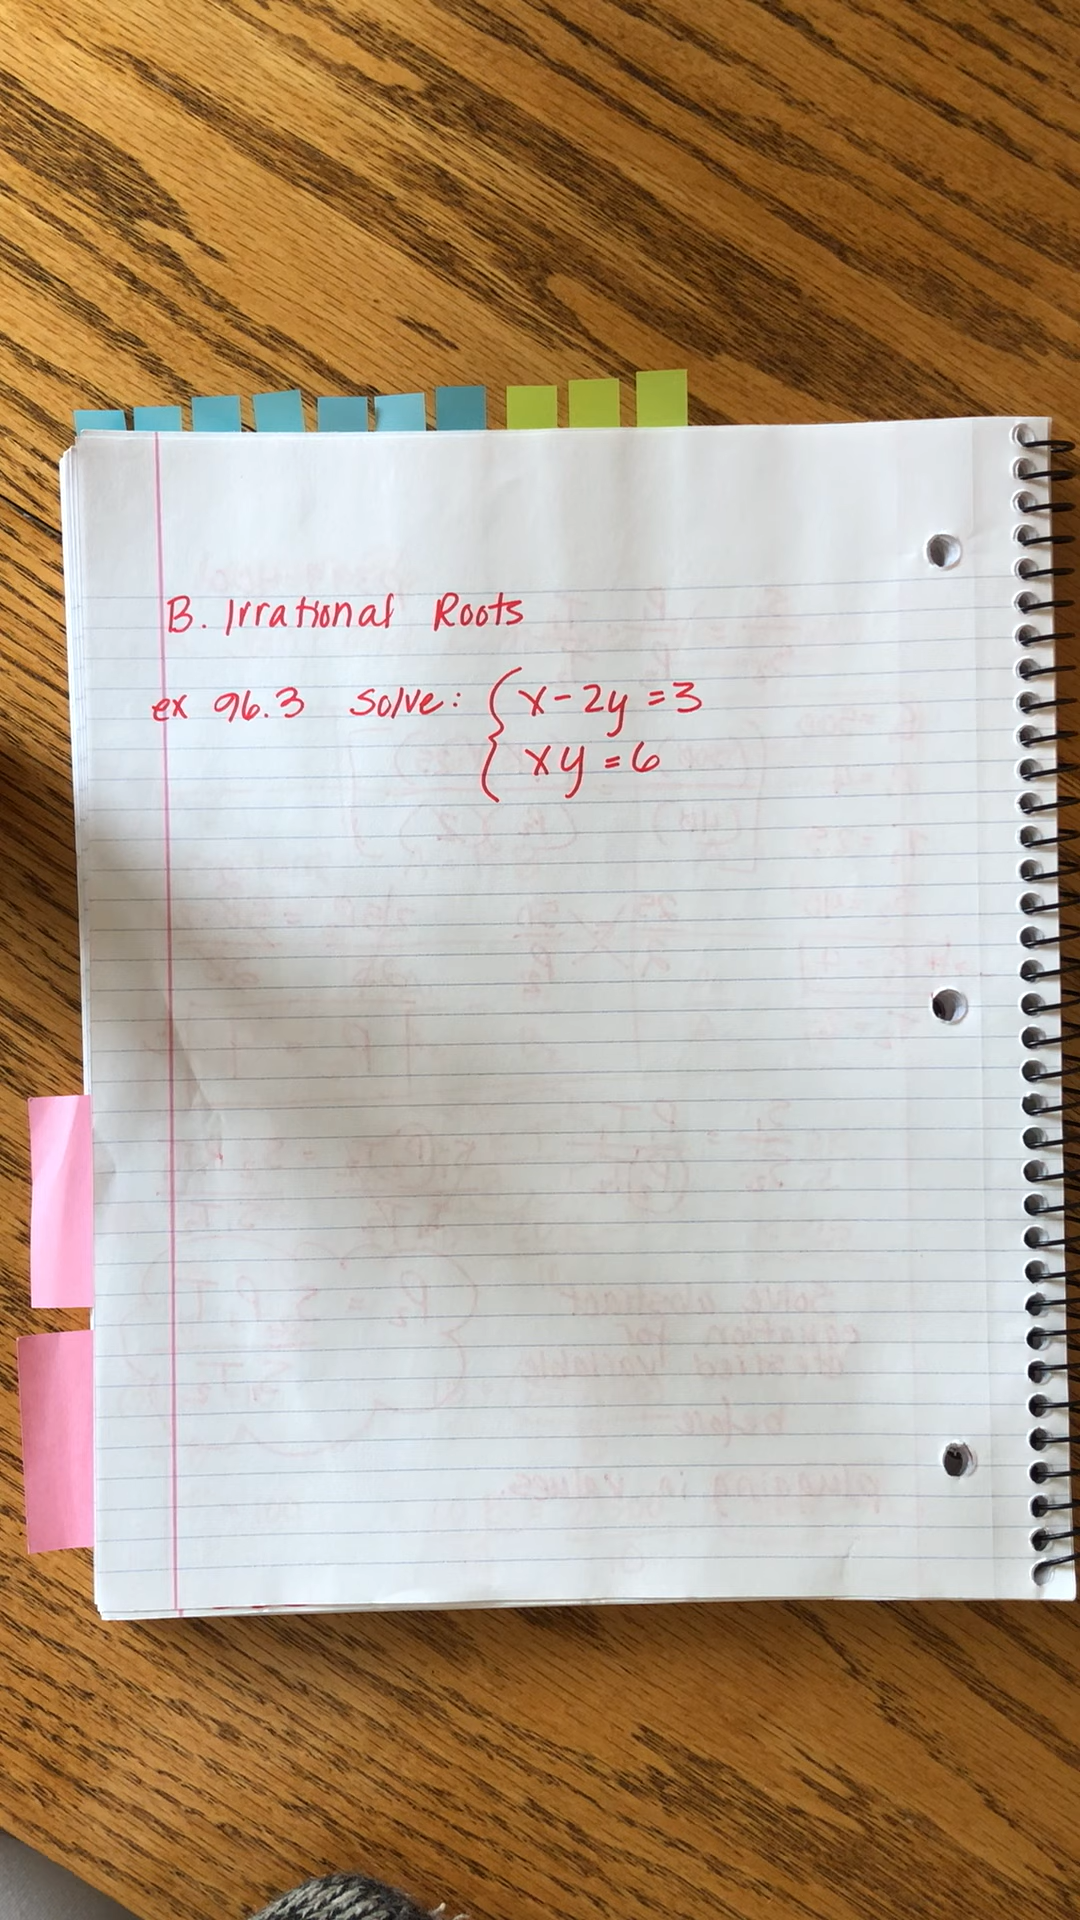 B. Irrational Roots
ex 96.3 Solve: { x - 2y = 3
xy = 6